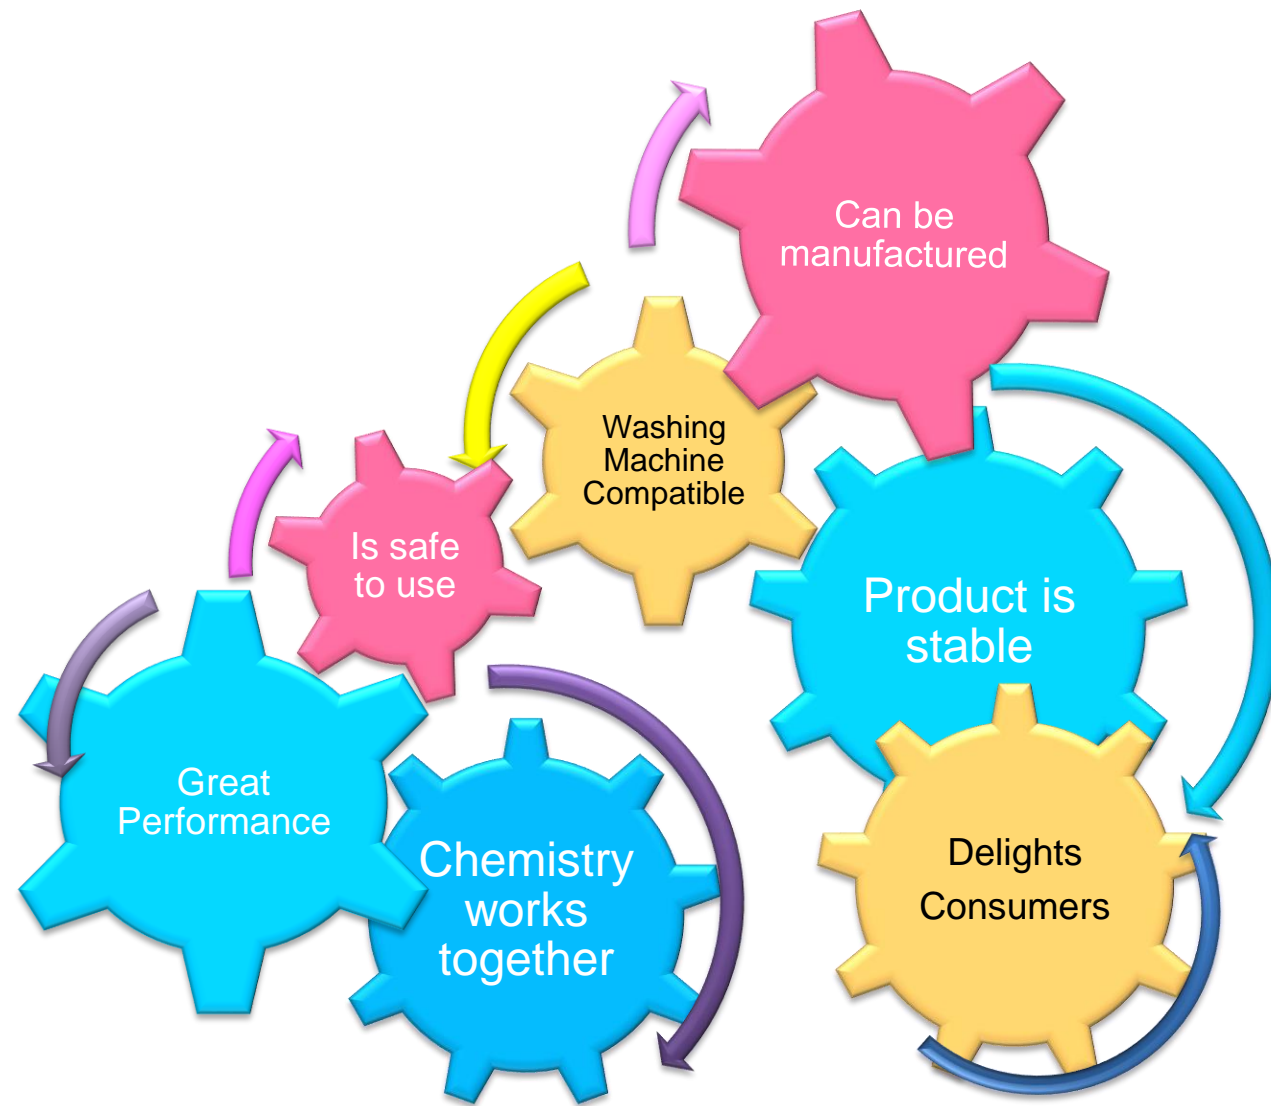 Can be
manufactured
Washing
Machine
Compatible
Is safe
to use
Product is
stable
Great
Performance
Chemistry
works
together
Delights
Consumers